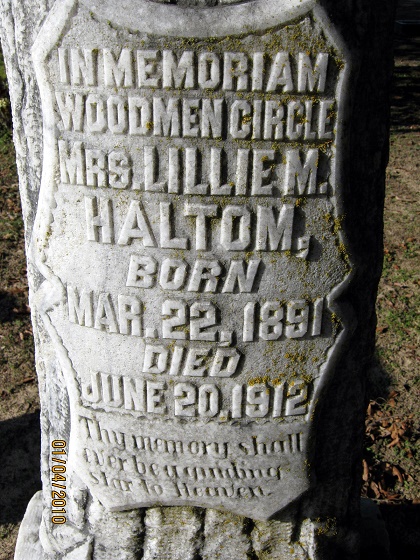 IN MEMORIAM
WOODMEN CIRCLE
MRS. LILLIE M.
HALTOM,
BORN
MAR. 22, 1891
DIED
JUNE 20, 1912
Thy memory shall
ever be a guiding
star to Heaven.
01/04/2010